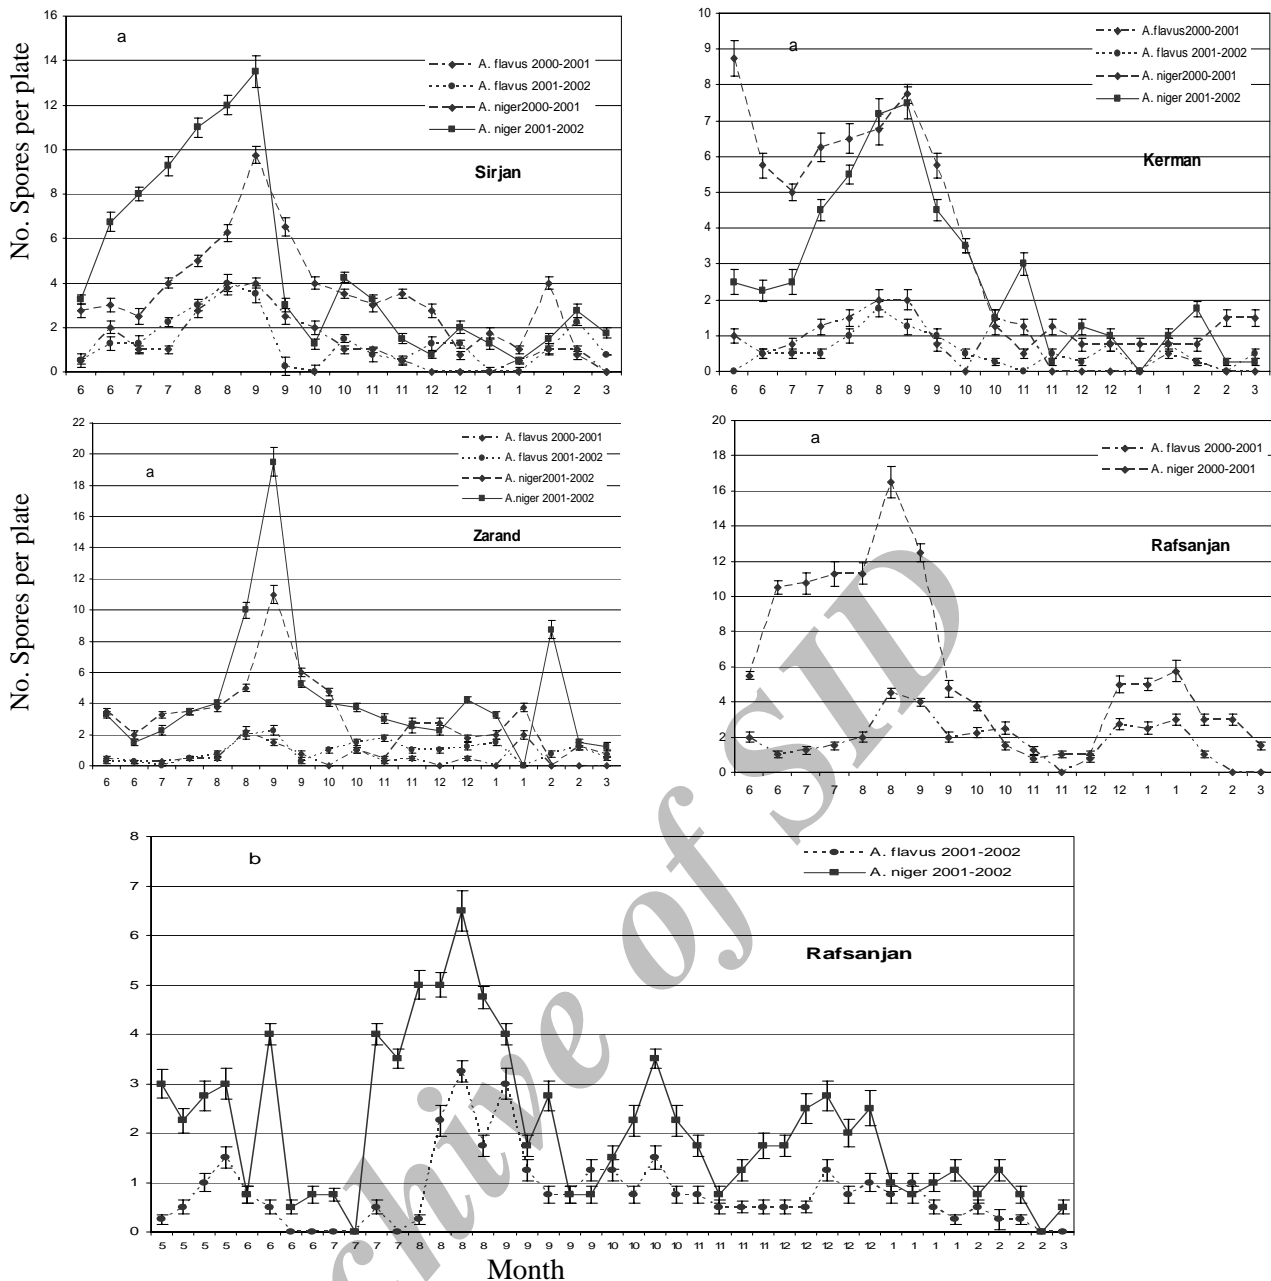 16
14
12
10
8
6
4
2
0
No. Spores per plate
a
A. flavus 2000-2001
A. flavus 2001-2002
A. niger2000-2001
A. niger 2001-2002
Sirjan
6 6 7 7 8 8 9 9 10 10 11 11 12 12 1 1 2 2 3
10
9
8
7
6
5
4
3
2
1
0
a
A.flavus2000-2001
A. flavus 2001-2002
A. niger2000-2001
A. niger 2001-2002
Kerman
6 6 7 7 8 8 9 9 10 10 11 11 12 12 1 1 2 2 3
22
20
18
16
14
12
10
8
6
4
2
0
No. Spores per plate
a
A. flavus 2000-2001
A. flavus 2001-2002
A. niger2001-2002
A.niger 2001-2002
Zarand
6 6 7 7 8 8 9 9 10 10 11 11 12 12 1 1 2 2 3
20
18
16
14
12
10
8
6
4
2
0
a
A. flavus 2000-2001
A. niger 2000-2001
Rafsanjan
6 6 7 7 8 8 9 9 10 10 11 11 12 12 1 1 2 2 3
8
7
6
5
4
3
2
1
0
b
A. flavus 2001-2002
A. niger 2001-2002
Rafsanjan
5 5 5 5 6 6 6 6 7 7 7 7 8 8 8 8 9 9 9 9 9 10 10 10 10 11 11 11 11 12 12 12 12 12 1 1 1 1 2 2 2 2 3
Month
chive of SID